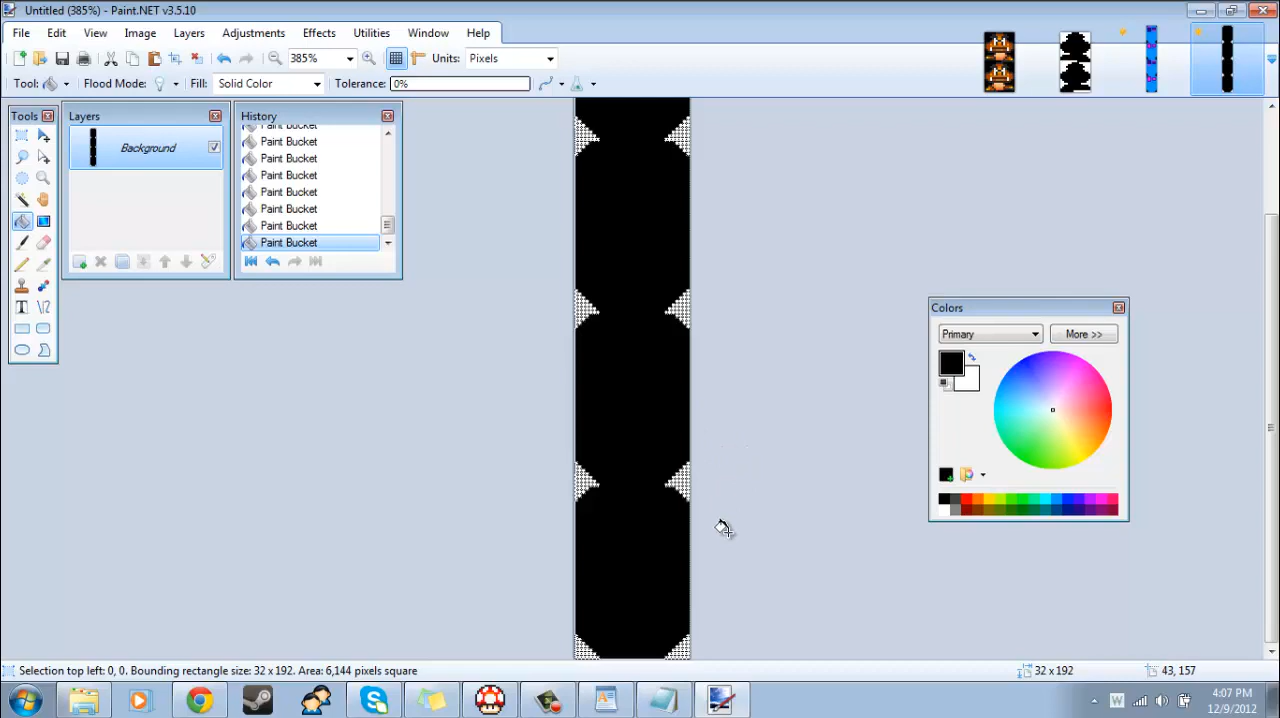 Untitled (385%) - Paint.NET v3.5.10
File Edit View Image Layers Adjustments Effects Utilities Window Help
385% Units: Pixels
Tool: Flood Mode: Fill: Solid Color Tolerance: 0%
Tools Layers History
Background
Paint Bucket
Paint Bucket
Paint Bucket
Paint Bucket
Paint Bucket
Paint Bucket
Paint Bucket
Paint Bucket
Colors
Primary More >>
Selection top left: 0, 0. Bounding rectangle size: 32 x 192. Area: 6,144 pixels square 32 x 192 43, 157
4:07 PM
12/9/2012